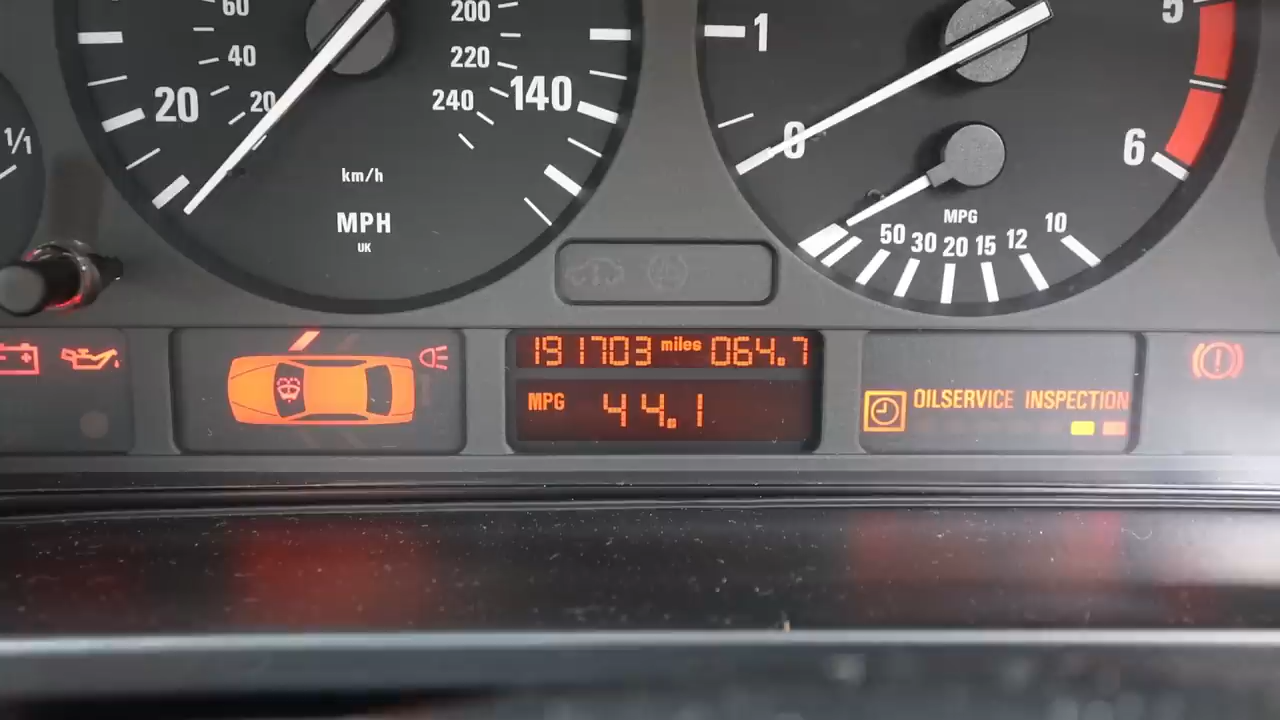 60
200
5
1
40
220
20
20
240
140
0
6
1/1
km/h
MPH
UK
MPG
50 30 20 15 12 10
191703 miles 064.7
MPG 44.1
OILSERVICE INSPECTION